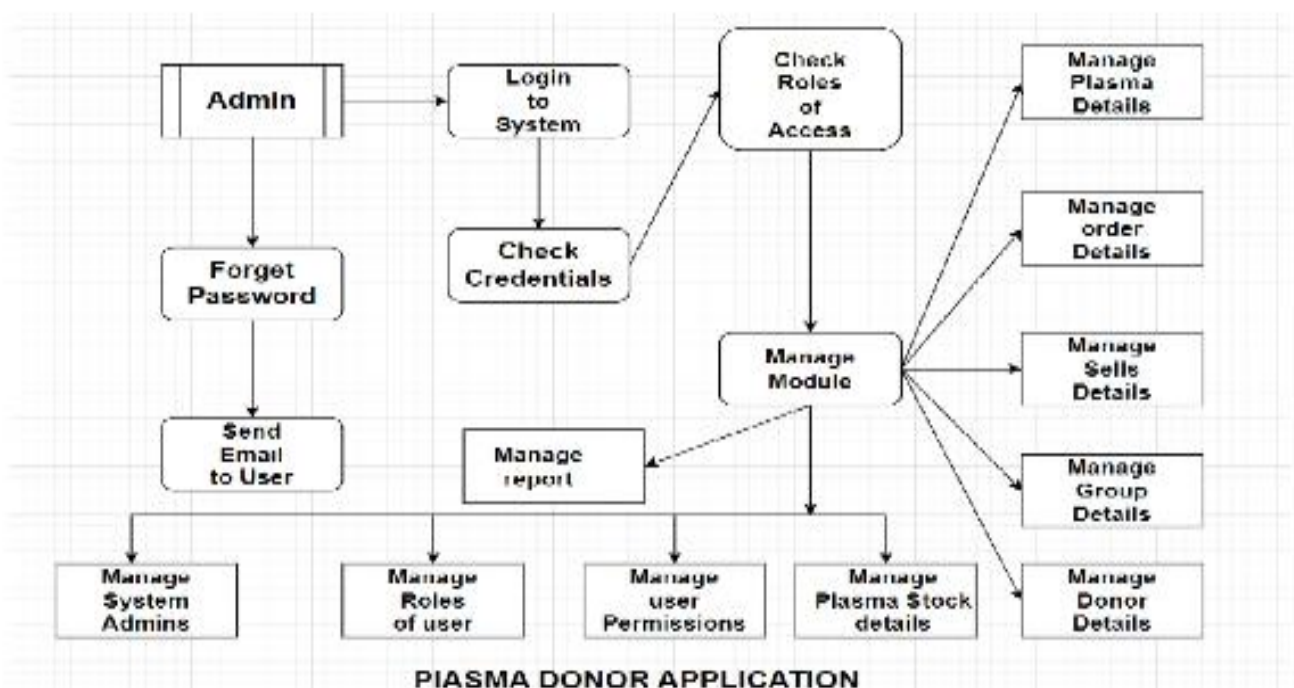 Admin
Login
to
System
Check
Roles
of
Access
Manage
Plasma
Details
Forget
Password
Check
Credentials
Manage
order
Details
Manage
Module
Manage
Sells
Details
Send
Email
to User
Manage
report
Manage
Group
Details
Manage
System
Admins
Manage
Roles
of user
Manage
user
Permissions
Manage
Plasma Stock
details
Manage
Donor
Details
PlASMA DONOR APPLICATION